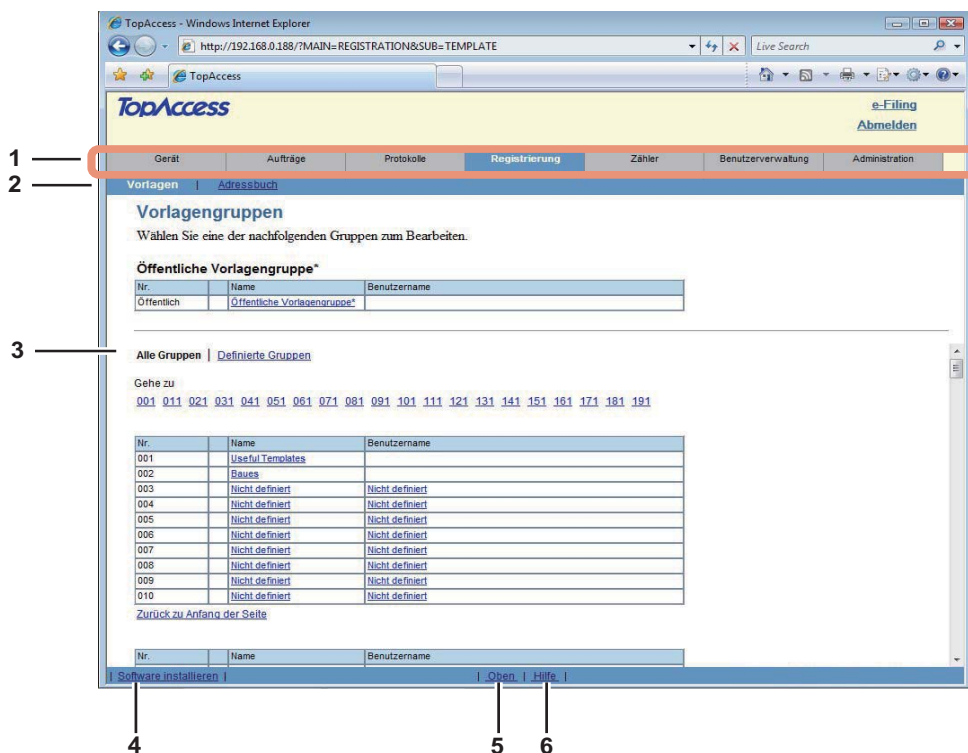 TopAccess - Windows Internet Explorer
http://192.168.0.188/?MAIN=REGISTRATION&SUB=TEMPLATE
Live Search
TopAccess
TopAccess
e-Filing
Abmelden
1
Gerät Aufträge Protokolle Registrierung Zähler Benutzerverwaltung Administration
2
Vorlagen | Adressbuch
Vorlagengruppen
Wählen Sie eine der nachfolgenden Gruppen zum Bearbeiten.
Öffentliche Vorlagengruppe*
Nr. Name Benutzername
Öffentlich Öffentliche Vorlagengruppe*
3
Alle Gruppen | Definierte Gruppen
Gehe zu
001 011 021 031 041 051 061 071 081 091 101 111 121 131 141 151 161 171 181 191
Nr. Name Benutzername
001 Useful Templates
002 Baues
003 Nicht definiert Nicht definiert
004 Nicht definiert Nicht definiert
005 Nicht definiert Nicht definiert
006 Nicht definiert Nicht definiert
007 Nicht definiert Nicht definiert
008 Nicht definiert Nicht definiert
009 Nicht definiert Nicht definiert
010 Nicht definiert Nicht definiert
Zurück zu Anfang der Seite
Nr. Name Benutzername
| Software installieren | | Oben | Hilfe |
4 5 6